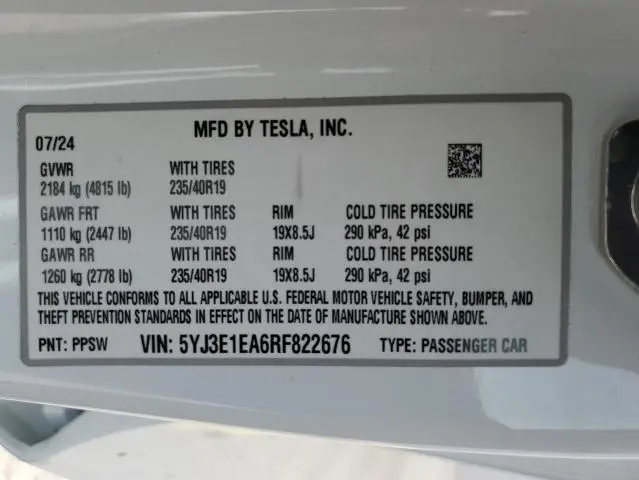 MFD BY TESLA, INC.
07/24
GVWR WITH TIRES
2184 kg (4815 lb) 235/40R19
GAWR FRT WITH TIRES RIM COLD TIRE PRESSURE
1110 kg (2447 lb) 235/40R19 19X8.5J 290 kPa, 42 psi
GAWR RR WITH TIRES RIM COLD TIRE PRESSURE
1260 kg (2778 lb) 235/40R19 19X8.5J 290 kPa, 42 psi
THIS VEHICLE CONFORMS TO ALL APPLICABLE U.S. FEDERAL MOTOR VEHICLE SAFETY, BUMPER, AND
THEFT PREVENTION STANDARDS IN EFFECT ON THE DATE OF MANUFACTURE SHOWN ABOVE.
PNT: PPSW VIN: 5YJ3E1EA6RF822676 TYPE: PASSENGER CAR